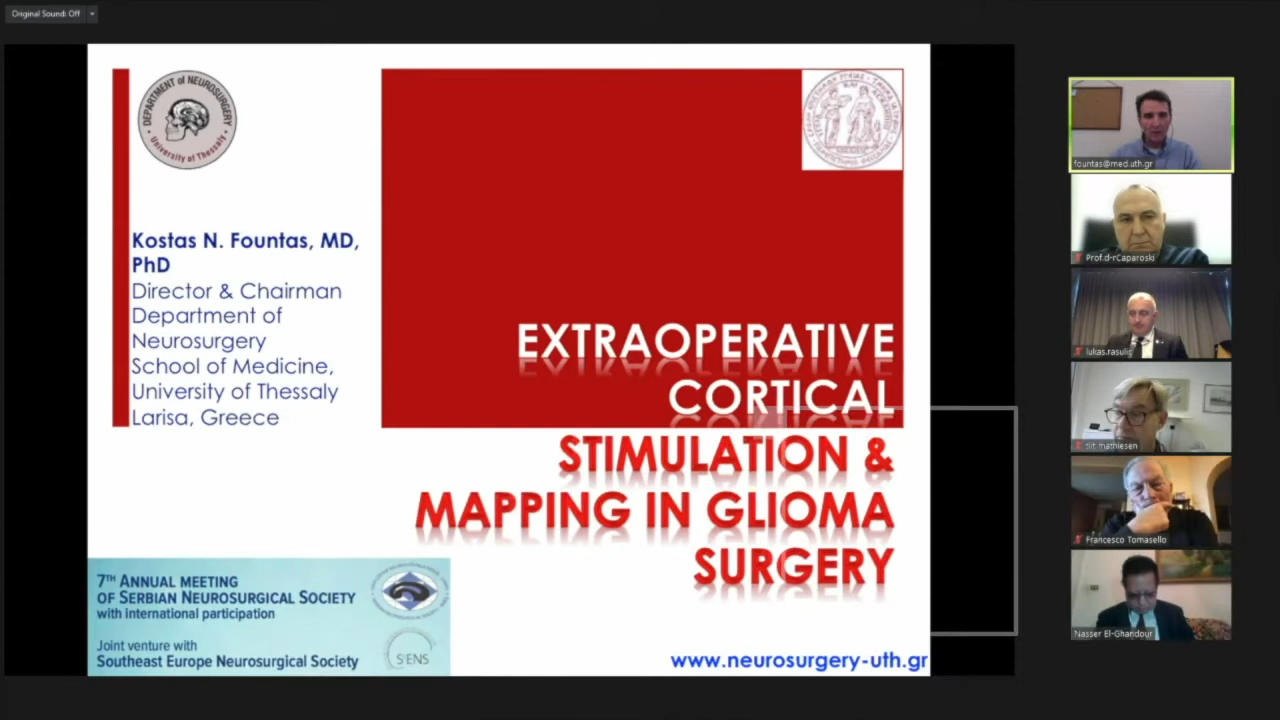 Original Sound: Off
DEPARTMENT of NEUROSURGERY
University of Thessaly
Kostas N. Fountas, MD,
PhD
Director & Chairman
Department of
Neurosurgery
School of Medicine,
University of Thessaly
Larisa, Greece
EXTRAOPERATIVE
CORTICAL
STIMULATION &
MAPPING IN GLIOMA
SURGERY
7TH ANNUAL MEETING
OF SERBIAN NEUROSURGICAL SOCIETY
with international participation
Joint venture with
Southeast Europe Neurosurgical Society
SENS
www.neurosurgery-uth.gr
fountas@med.uth.gr
Prof.d-rCaparoski
lukas.rasulic
tiit mathiesen
Francesco Tomasello
Nasser El-Ghandour